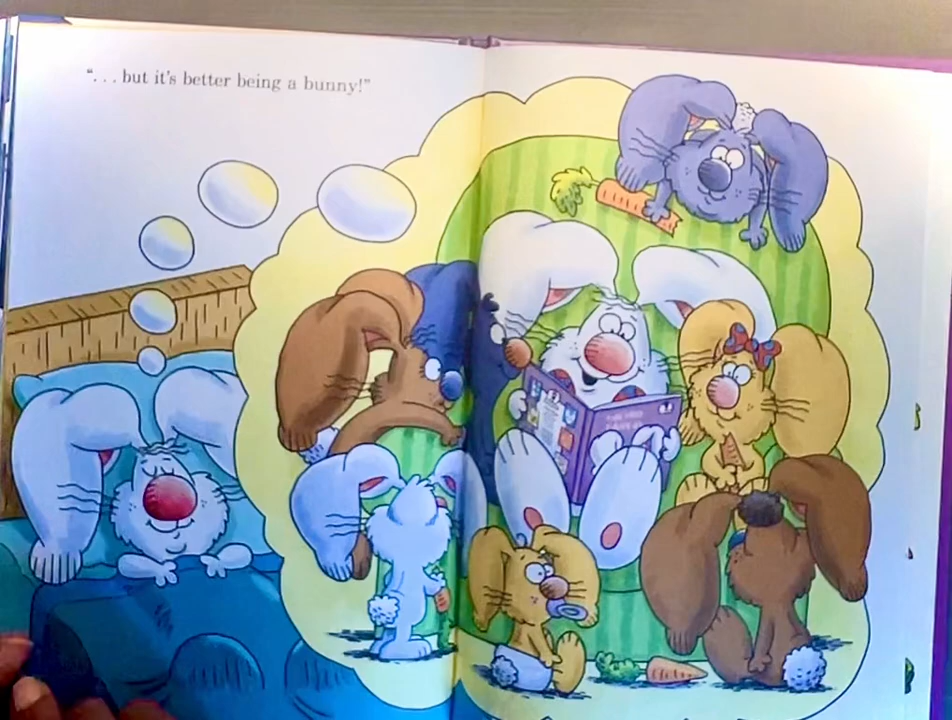 “. . . but it’s better being a bunny!”